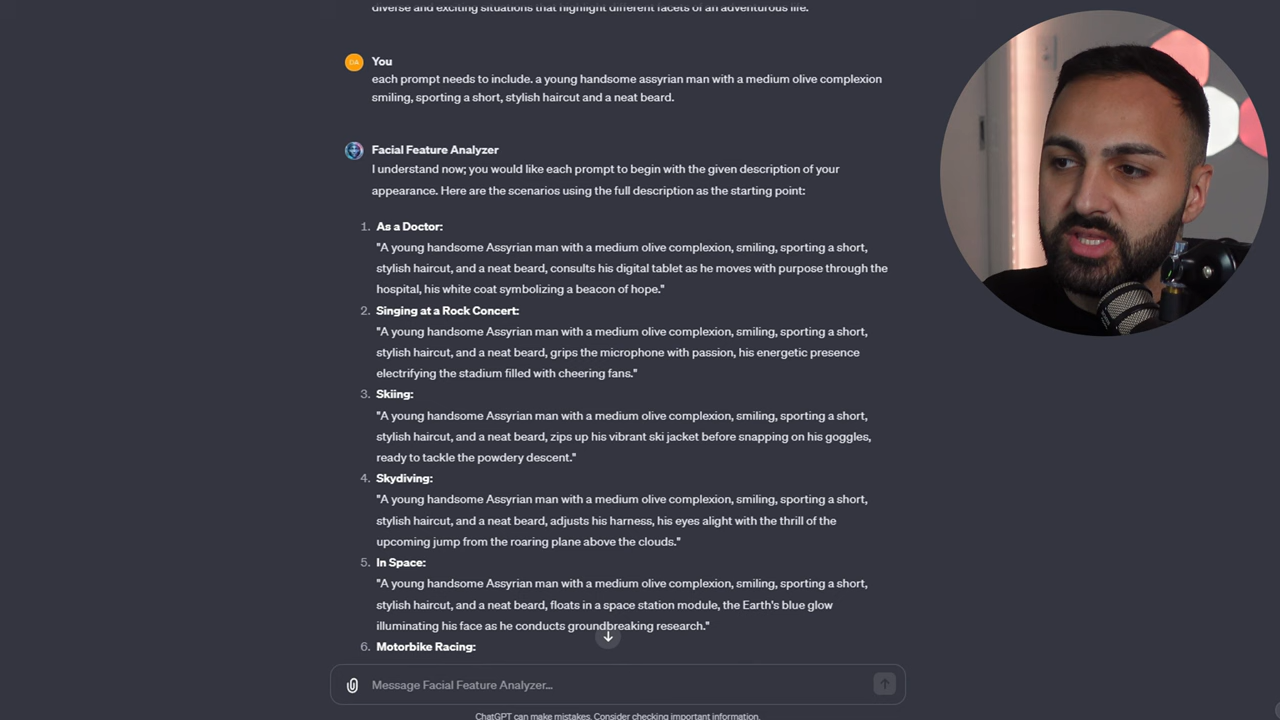 diverse and exciting situations that highlight different facets of an adventurous life.
You
each prompt needs to include. a young handsome assyrian man with a medium olive complexion
smiling, sporting a short, stylish haircut and a neat beard.
Facial Feature Analyzer
I understand now; you would like each prompt to begin with the given description of your
appearance. Here are the scenarios using the full description as the starting point:
1. As a Doctor:
"A young handsome Assyrian man with a medium olive complexion, smiling, sporting a short,
stylish haircut, and a neat beard, consults his digital tablet as he moves with purpose through the
hospital, his white coat symbolizing a beacon of hope."
2. Singing at a Rock Concert:
"A young handsome Assyrian man with a medium olive complexion, smiling, sporting a short,
stylish haircut, and a neat beard, grips the microphone with passion, his energetic presence
electrifying the stadium filled with cheering fans."
3. Skiing:
"A young handsome Assyrian man with a medium olive complexion, smiling, sporting a short,
stylish haircut, and a neat beard, zips up his vibrant ski jacket before snapping on his goggles,
ready to tackle the powdery descent."
4. Skydiving:
"A young handsome Assyrian man with a medium olive complexion, smiling, sporting a short,
stylish haircut, and a neat beard, adjusts his harness, his eyes alight with the thrill of the
upcoming jump from the roaring plane above the clouds."
5. In Space:
"A young handsome Assyrian man with a medium olive complexion, smiling, sporting a short,
stylish haircut, and a neat beard, floats in a space station module, the Earth's blue glow
illuminating his face as he conducts groundbreaking research."
6. Motorbike Racing:
Message Facial Feature Analyzer...
ChatGPT can make mistakes. Consider checking important information.